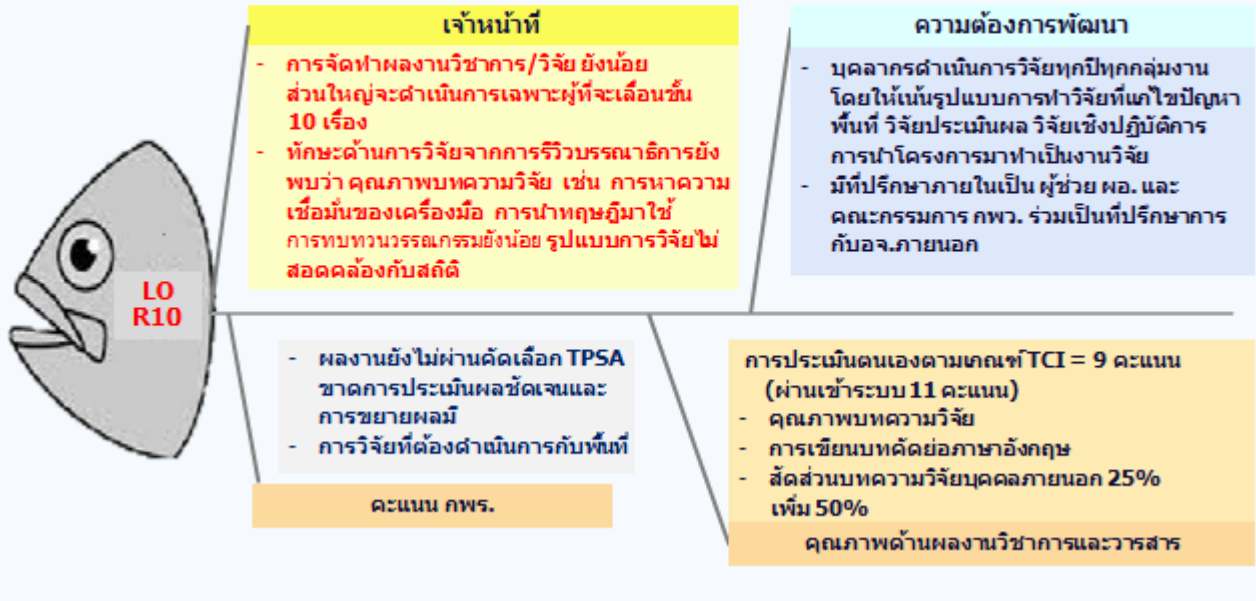 เจ้าหน้าที่
- การจัดทำผลงานวิชาการ/วิจัย ยังน้อย
ส่วนใหญ่จะดำเนินการเฉพาะผู้ที่จะเลื่อนขั้น
10 เรื่อง
- ทักษะด้านการวิจัยจากการรีวิวบรรณาธิการยัง
พบว่า คุณภาพบทความวิจัย เช่น การหาความ
เชื่อมั่นของเครื่องมือ การนำทฤษฎีมาใช้
การทบทวนวรรณกรรมยังน้อย รูปแบบการวิจัยไม่
สอดคล้องกับสถิติ
ความต้องการพัฒนา
- บุคลากรดำเนินการวิจัยทุกปีทุกกลุ่มงาน
โดยให้เน้นรูปแบบการทำวิจัยที่แก้ไขปัญหา
พื้นที่ วิจัยประเมินผล วิจัยเชิงปฏิบัติการ
การนำโครงการมาทำเป็นงานวิจัย
- มีที่ปรึกษาภายในเป็น ผู้ช่วย ผอ. และ
คณะกรรมการ กพว. ร่วมเป็นที่ปรึกษาการ
กับอจ.ภายนอก
LO
R10
- ผลงานยังไม่ผ่านคัดเลือก TPSA
ขาดการประเมินผลชัดเจนและ
การขยายผลมี
- การวิจัยที่ต้องดำเนินการกับพื้นที่
คะแนน กพร.
การประเมินตนเองตามเกณฑ์ TCI = 9 คะแนน
(ผ่านเข้าระบบ 11 คะแนน)
- คุณภาพบทความวิจัย
- การเขียนบทคัดย่อภาษาอังกฤษ
- สัดส่วนบทความวิจัยบุคคลภายนอก 25%
เพิ่ม 50%
คุณภาพด้านผลงานวิชาการและวารสาร